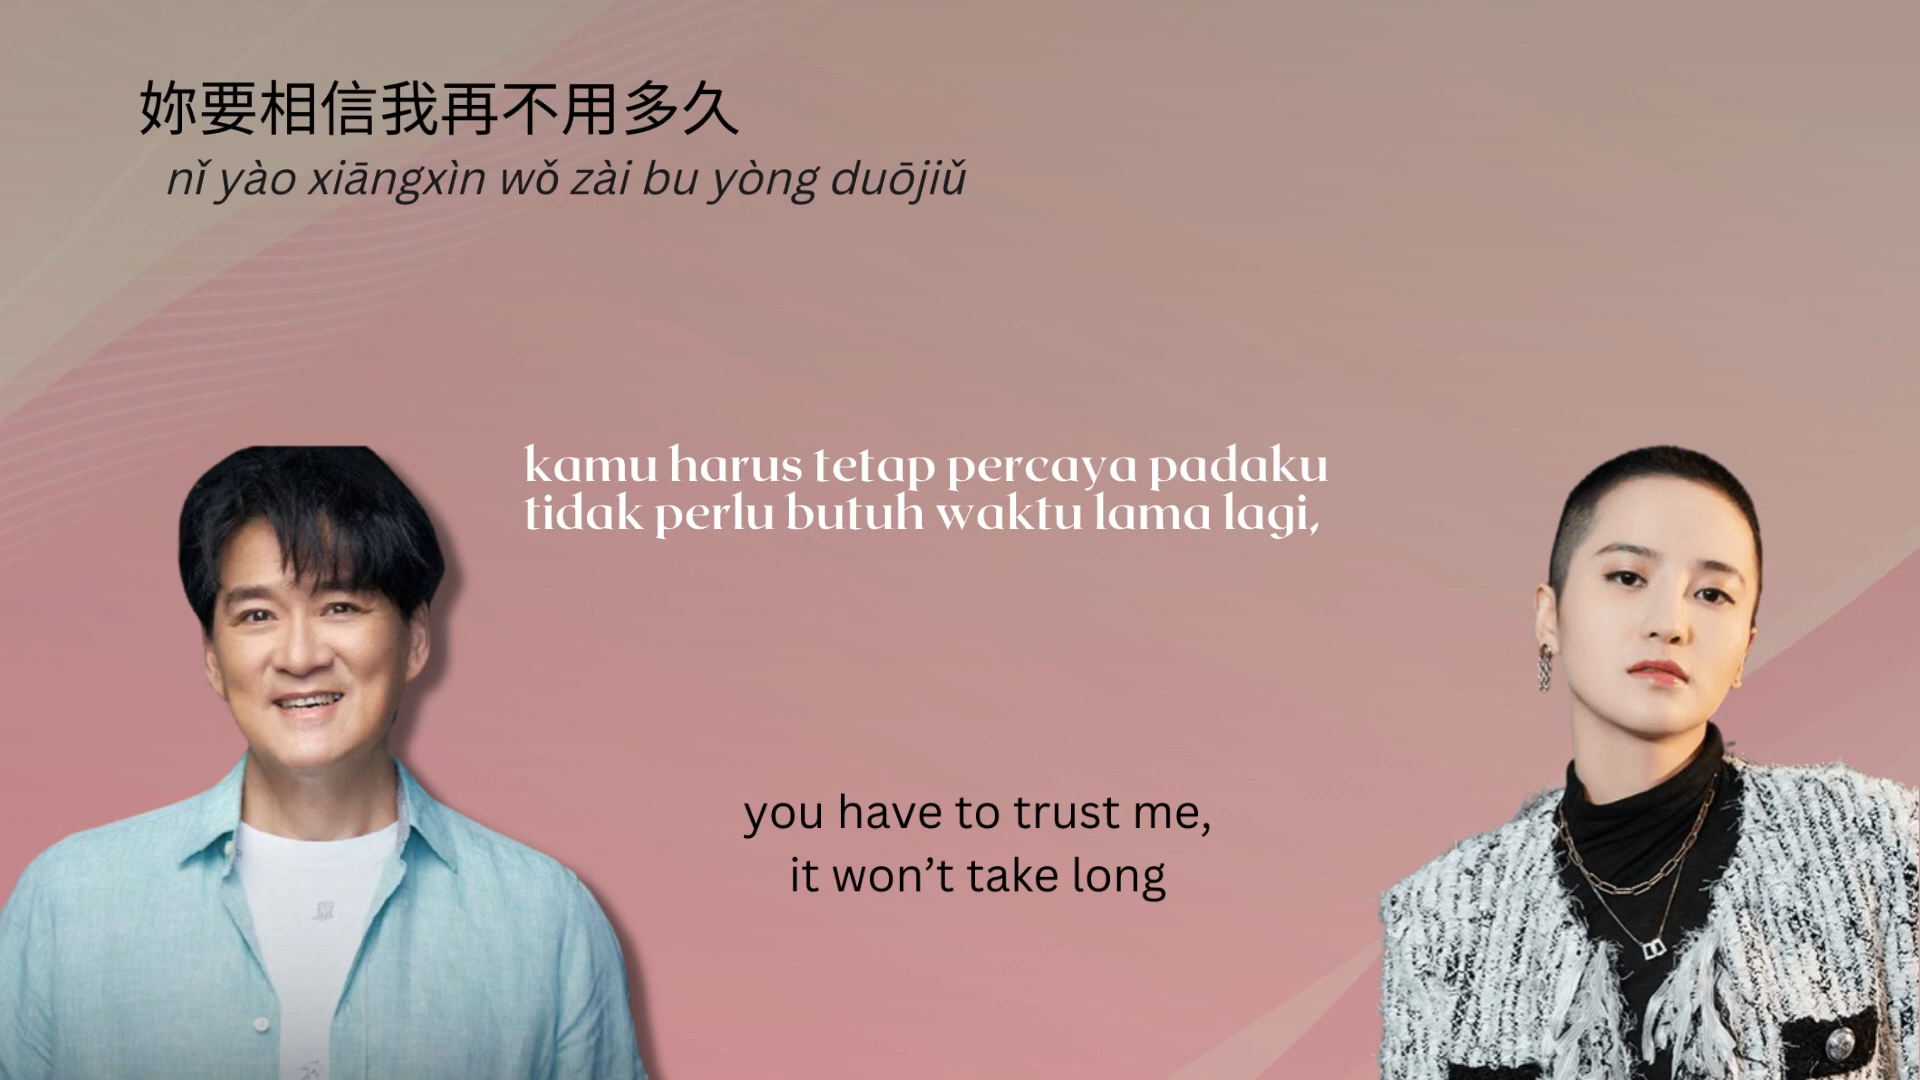 妳要相信我再不用多久
nǐ yào xiāngxìn wǒ zài bu yòng duōjiǔ
kamu harus tetap percaya padaku
tidak perlu butuh waktu lama lagi,
you have to trust me,
it won’t take long